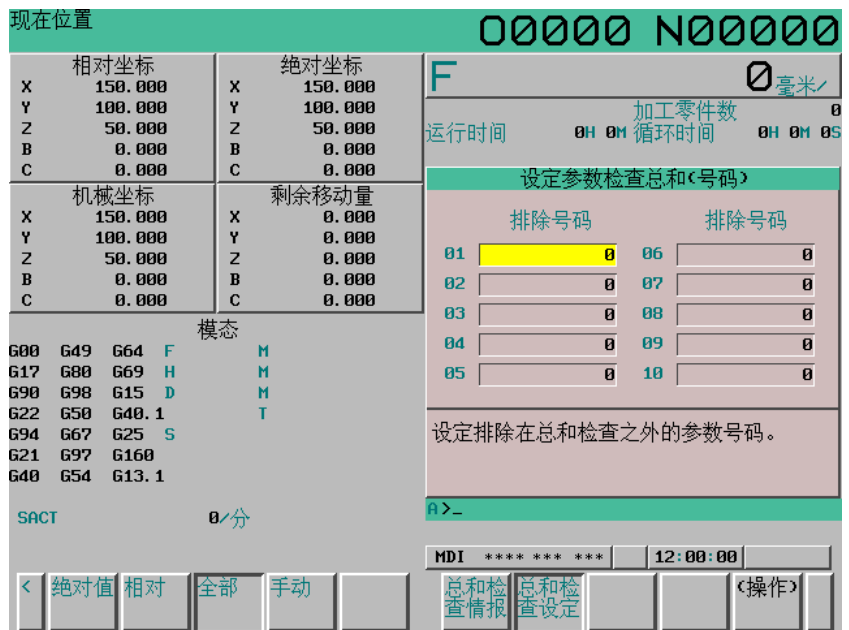 现在位置
O0000 N00000
相对坐标
X 150.000
Y 100.000
Z 50.000
B 0.000
C 0.000
绝对坐标
X 150.000
Y 100.000
Z 50.000
B 0.000
C 0.000
机械坐标
X 150.000
Y 100.000
Z 50.000
B 0.000
C 0.000
剩余移动量
X 0.000
Y 0.000
Z 0.000
B 0.000
C 0.000
模态
G00 G49 G64 F M
G17 G80 G69 H M
G90 G98 G15 D M
G22 G50 G40.1 T
G94 G67 G25 S
G21 G97 G160
G40 G54 G13.1
SACT 0/分
F 0毫米/
加工零件数 0
运行时间 0H 0M 循环时间 0H 0M 0S
设定参数检查总和(号码)
排除号码 排除号码
01 0 06 0
02 0 07 0
03 0 08 0
04 0 09 0
05 0 10 0
设定排除在总和检查之外的参数号码。
A>_
MDI **** *** *** 12:00:00
< 绝对值 相对 全部 手动
总和检查情报 总和检查设定 (操作)